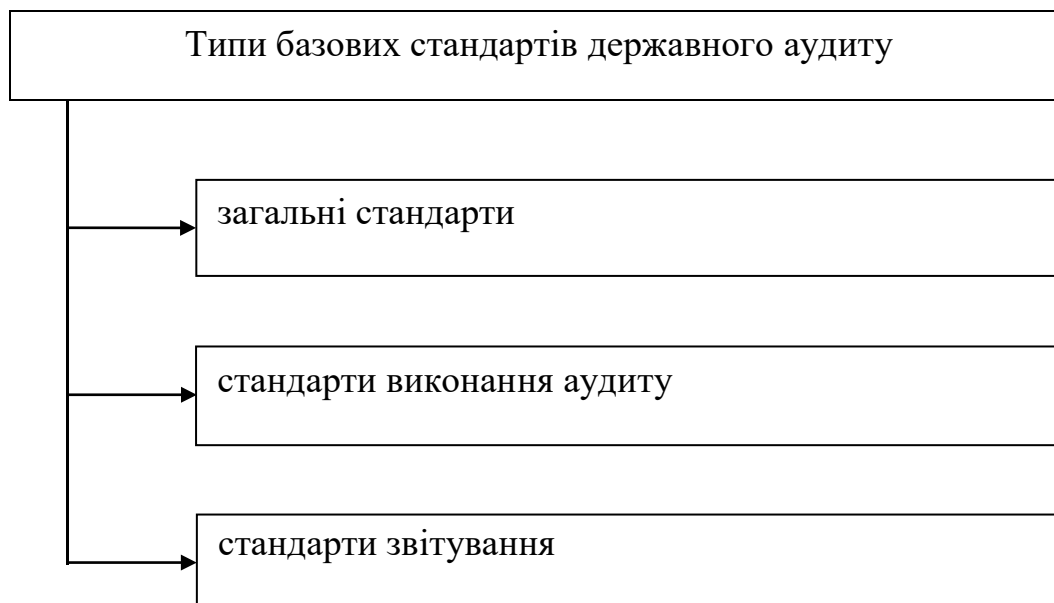 Типи базових стандартів державного аудиту
загальні стандарти
стандарти виконання аудиту
стандарти звітування